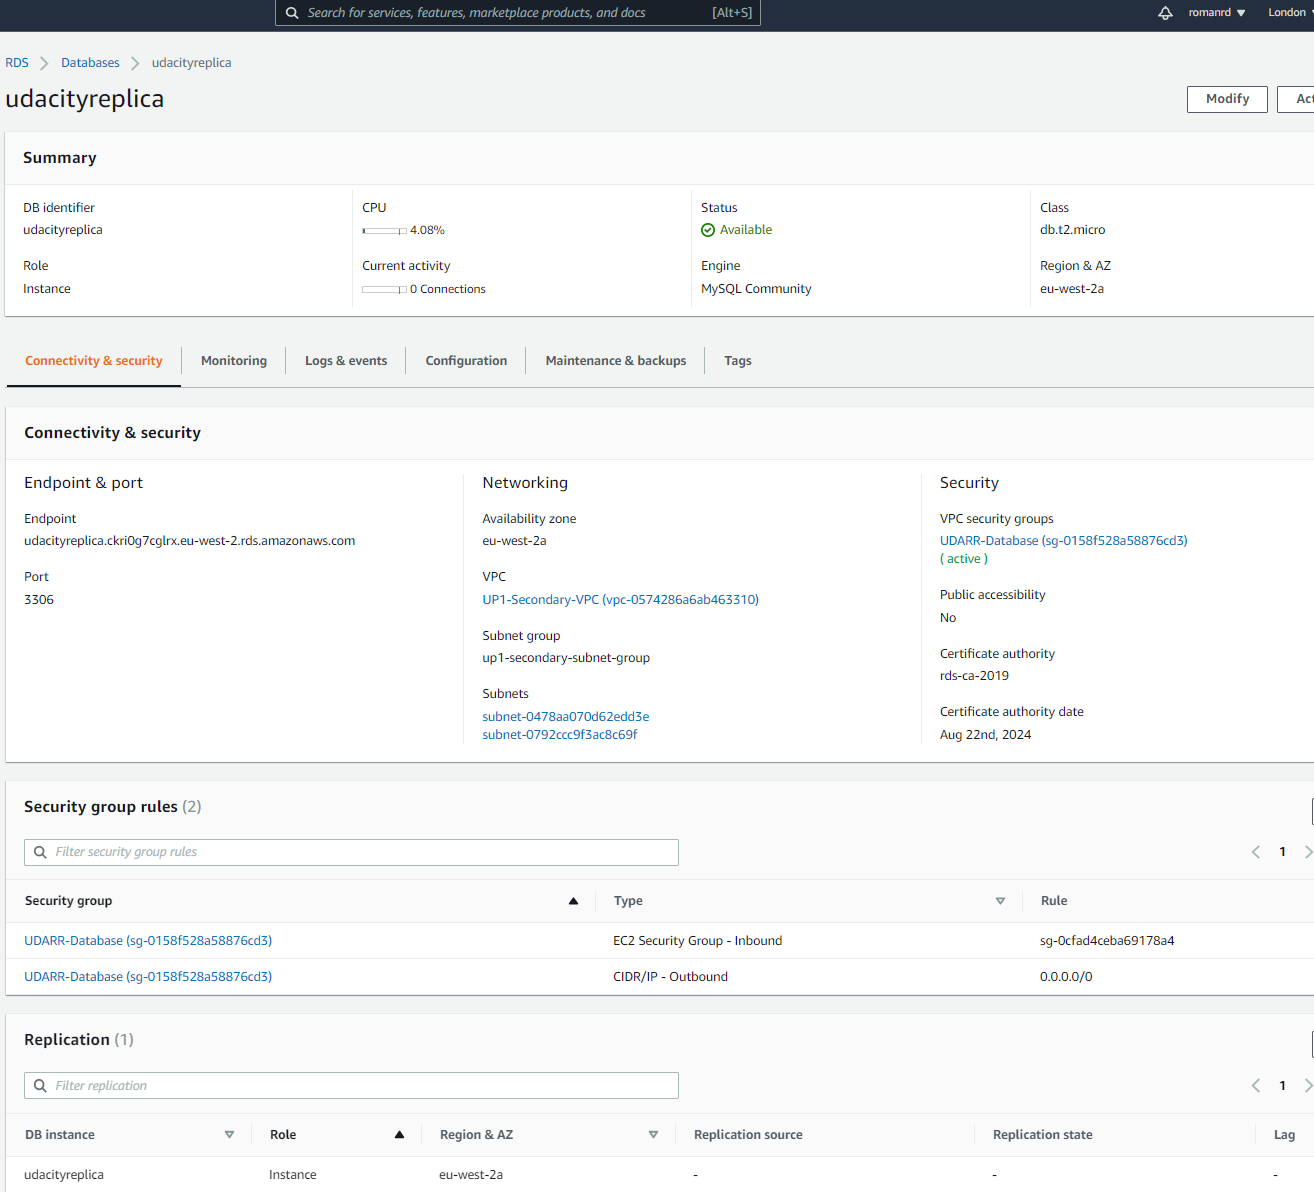 Search for services, features, marketplace products, and docs [Alt+S] romanrd London
RDS Databases udacityreplica
udacityreplica
Modify
Summary
DB identifier CPU Status Class
udacityreplica 4.08% Available db.t2.micro
Role Current activity Engine Region & AZ
Instance 0 Connections MySQL Community eu-west-2a
Connectivity & security Monitoring Logs & events Configuration Maintenance & backups Tags
Connectivity & security
Endpoint & port
Endpoint
udacityreplica.ckri0g7cglrx.eu-west-2.rds.amazonaws.com
Port
3306
Networking
Availability zone
eu-west-2a
VPC
UP1-Secondary-VPC (vpc-0574286a6ab463310)
Subnet group
up1-secondary-subnet-group
Subnets
subnet-0478aa070d62edd3e
subnet-0792ccc9f3ac8c69f
Security
VPC security groups
UDARR-Database (sg-0158f528a58876cd3)
( active )
Public accessibility
No
Certificate authority
rds-ca-2019
Certificate authority date
Aug 22nd, 2024
Security group rules (2)
Filter security group rules
1
Security group Type Rule
UDARR-Database (sg-0158f528a58876cd3) EC2 Security Group - Inbound sg-0cfad4ceba69178a4
UDARR-Database (sg-0158f528a58876cd3) CIDR/IP - Outbound 0.0.0.0/0
Replication (1)
Filter replication
1
DB instance Role Region & AZ Replication source Replication state Lag
udacityreplica Instance eu-west-2a - - -